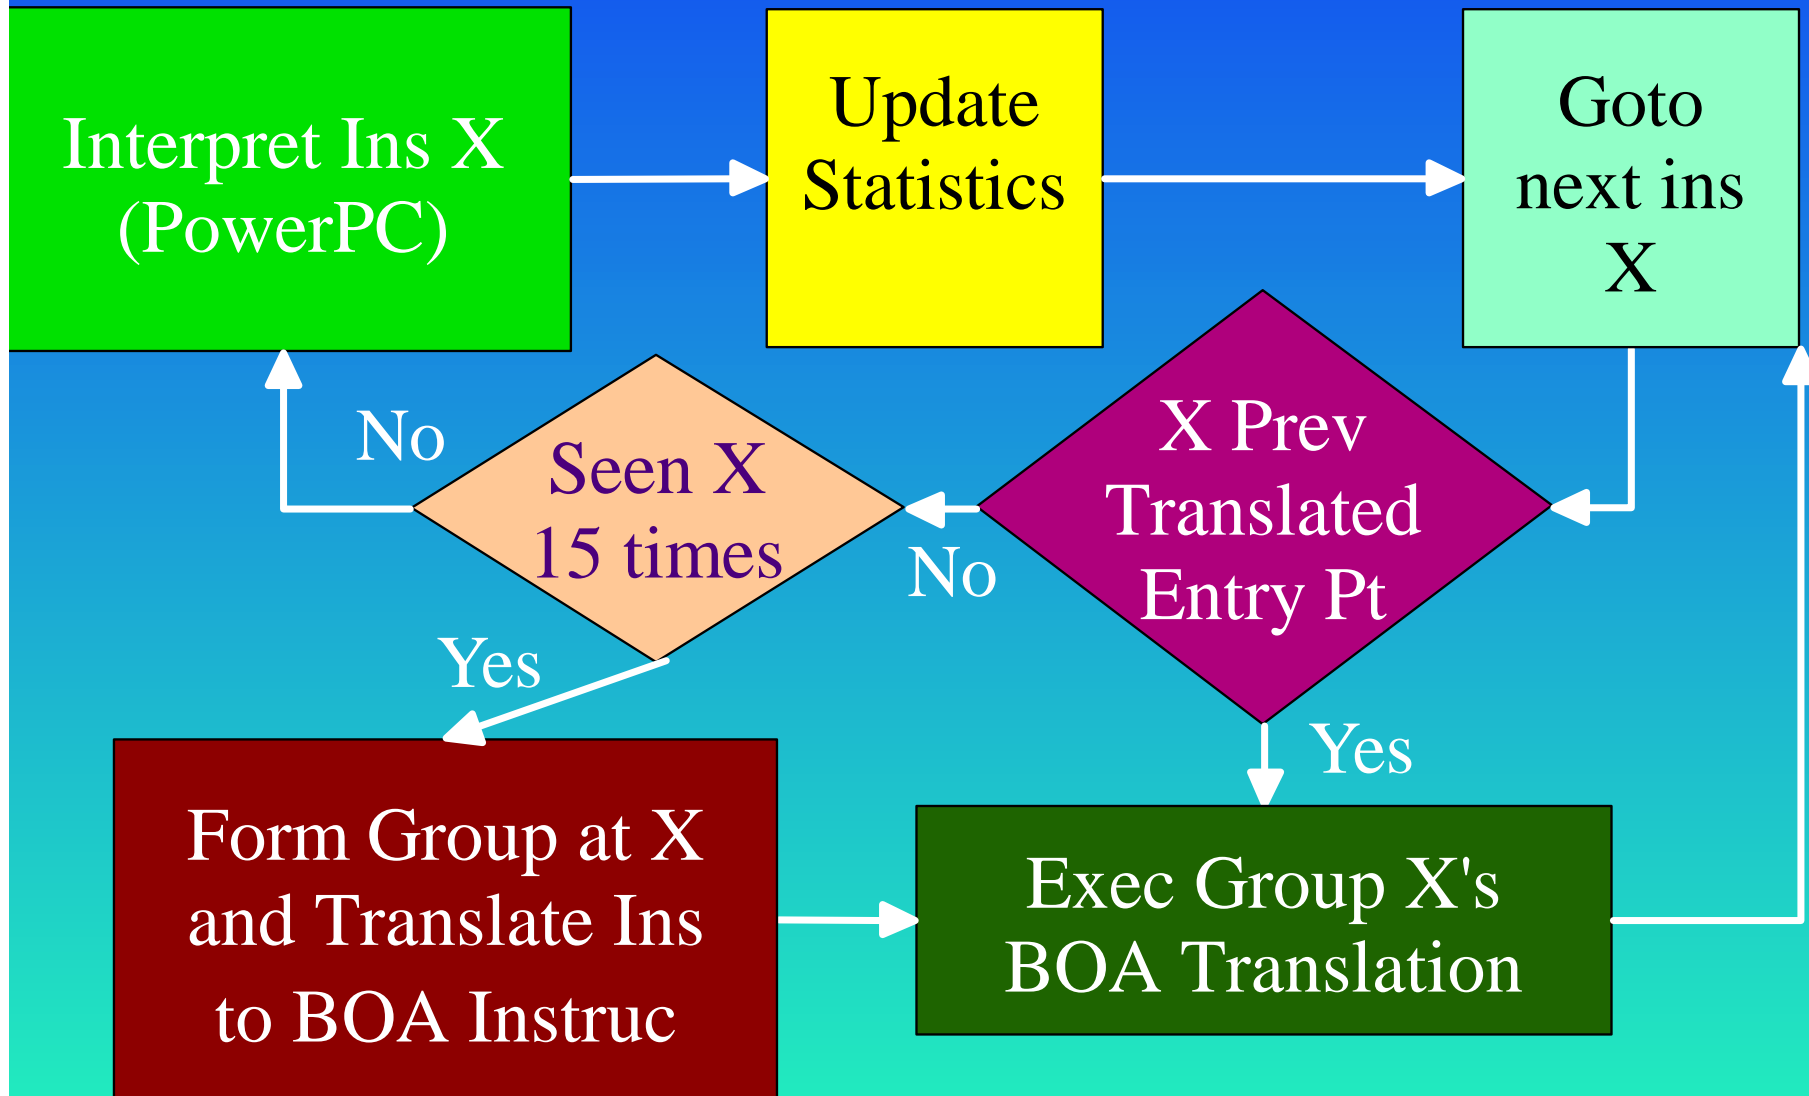 Interpret Ins X
(PowerPC)
Update
Statistics
Goto
next ins
X
No
Seen X
15 times
No
X Prev
Translated
Entry Pt
Yes
Yes
Form Group at X
and Translate Ins
to BOA Instruc
Exec Group X's
BOA Translation